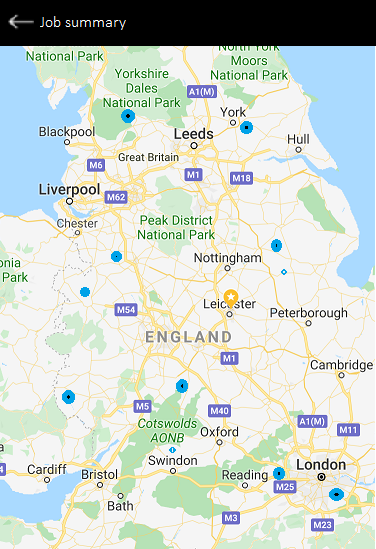 Job summary
National Park
North York
Moors
National Park
Yorkshire
Dales
National Park
A1(M)
York
Blackpool
Leeds
Hull
M6
Great Britain
M1
M18
Liverpool
M62
Chester
Peak District
National Park
Nottingham
onia
Park
Leicester
M54
Peterborough
ENGLAND
M1
Cambridge
M5
M40
Cotswolds
AONB
Oxford
A1(M)
M11
Swindon
Cardiff
Bristol
Reading
London
M25
Bath
M3
M23